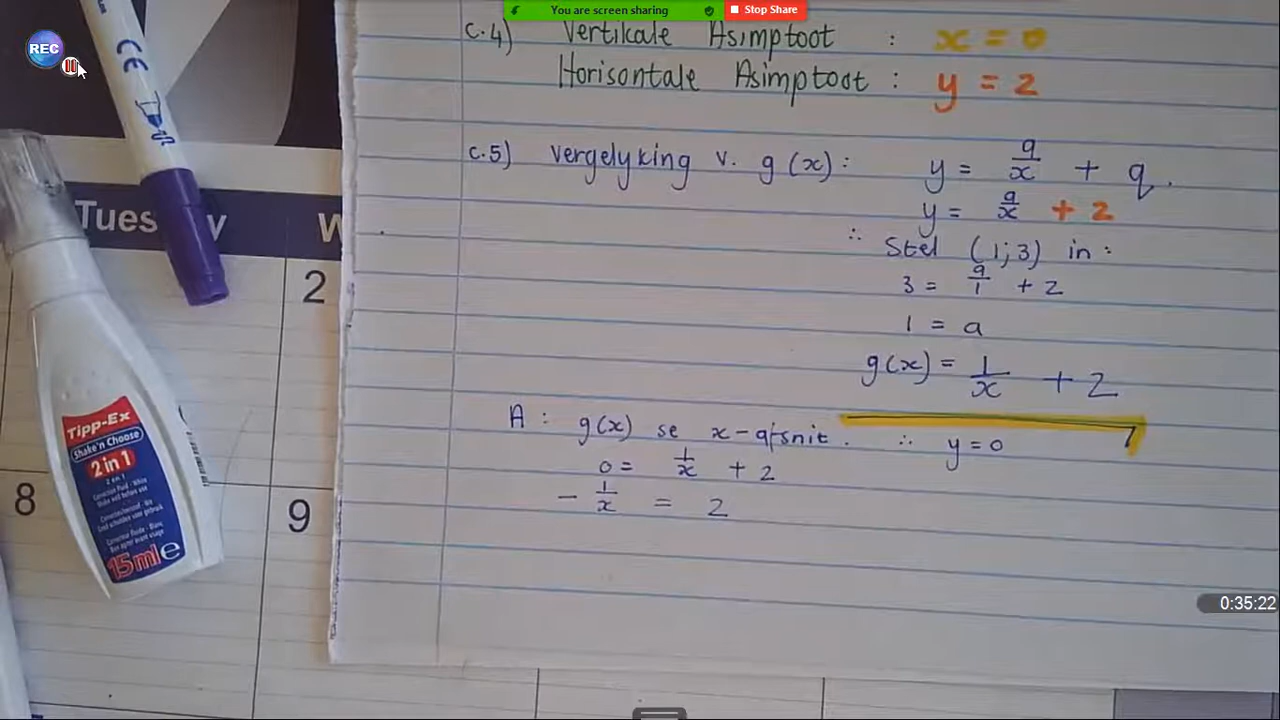 You are screen sharing
Stop Share
REC
c.4) Vertikale Asimptoot : x = 0
Horisontale Asimptoot : y = 2
c.5) Vergelyking v. g(x): y = a/x + q.
y = a/x + 2
∴ Stel (1;3) in :
3 = a/1 + 2
1 = a
g(x) = 1/x + 2
A : g(x) se x-afsnit. ∴ y = 0
0 = 1/x + 2
- 1/x = 2
CE
Tuesday
W
2
8
9
Tipp-Ex
Shake'n Choose
2 in 1
15ml e
0:35:22